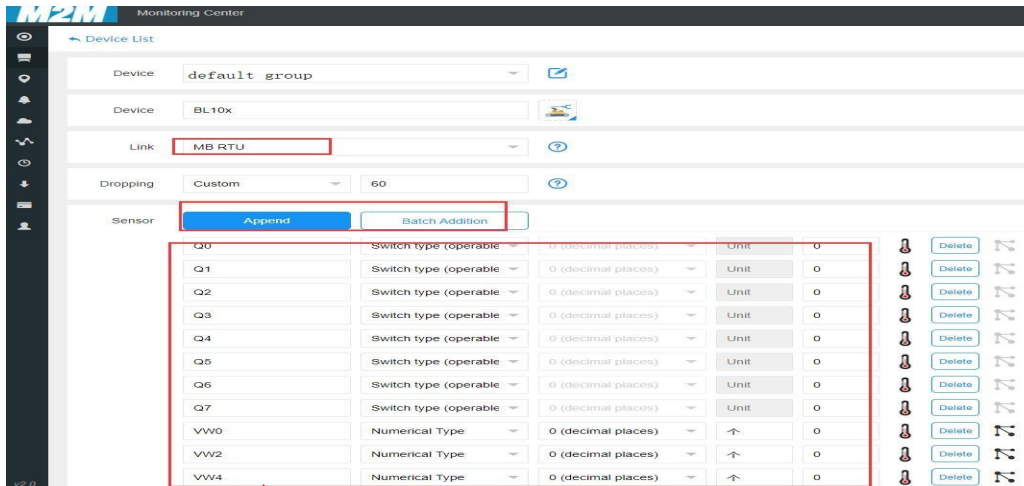 M2M Monitoring Center
Device List
Device default group
Device BL10x
Link MB RTU
Dropping Custom 60
Sensor Append Batch Addition
Q0 Switch type (operable 0 (decimal places) Unit 0 Delete
Q1 Switch type (operable 0 (decimal places) Unit 0 Delete
Q2 Switch type (operable 0 (decimal places) Unit 0 Delete
Q3 Switch type (operable 0 (decimal places) Unit 0 Delete
Q4 Switch type (operable 0 (decimal places) Unit 0 Delete
Q5 Switch type (operable 0 (decimal places) Unit 0 Delete
Q6 Switch type (operable 0 (decimal places) Unit 0 Delete
Q7 Switch type (operable 0 (decimal places) Unit 0 Delete
VW0 Numerical Type 0 (decimal places) 个 0 Delete
VW2 Numerical Type 0 (decimal places) 个 0 Delete
VW4 Numerical Type 0 (decimal places) 个 0 Delete
v2.0